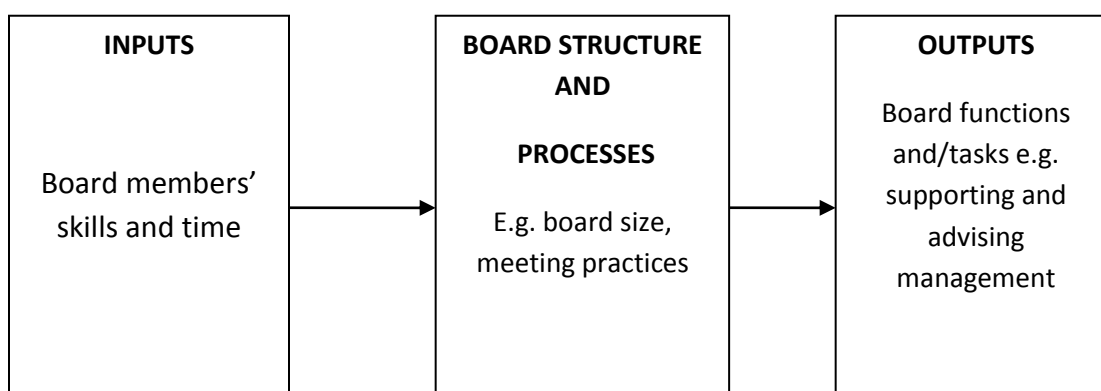 INPUTS
Board members’
skills and time
BOARD STRUCTURE
AND
PROCESSES
E.g. board size,
meeting practices
OUTPUTS
Board functions
and/tasks e.g.
supporting and
advising
management